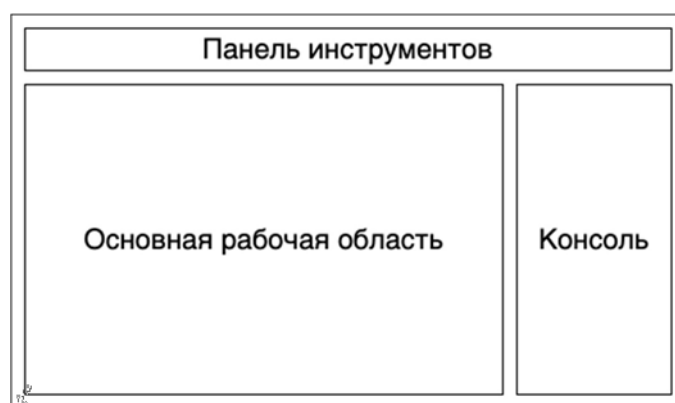 Панель инструментов
Основная рабочая область
Консоль